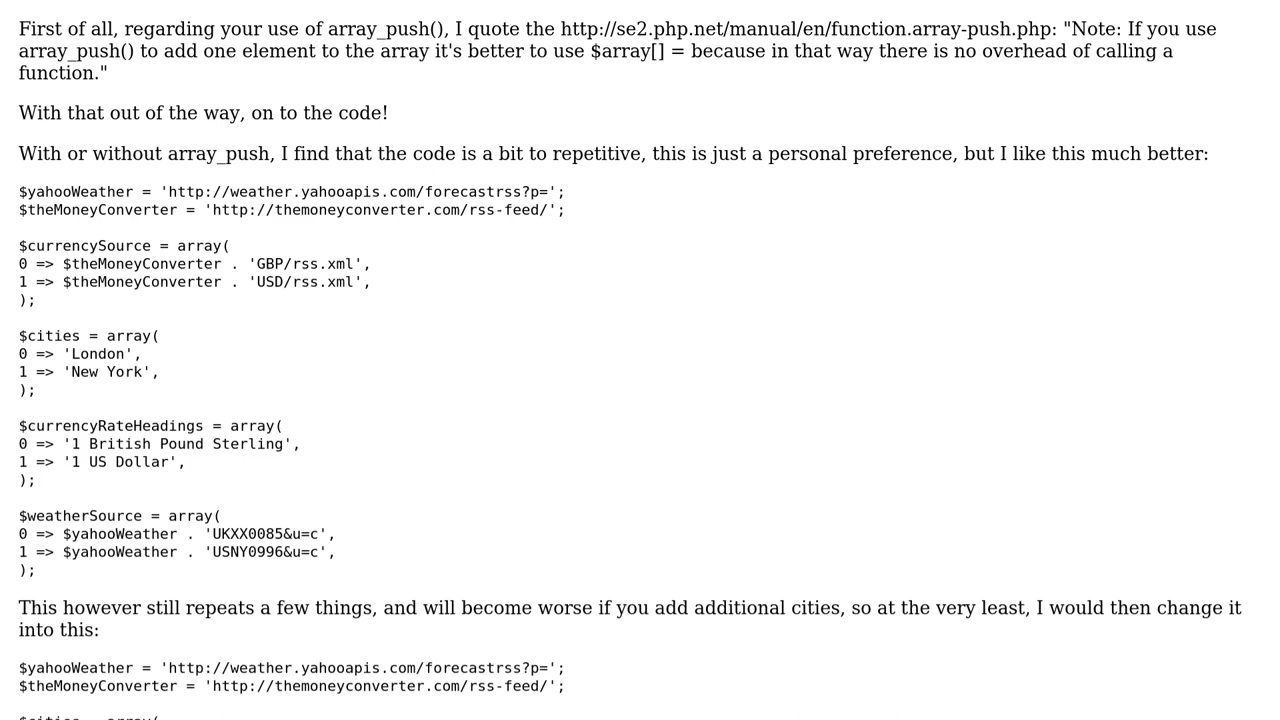 First of all, regarding your use of array_push(), I quote the http://se2.php.net/manual/en/function.array-push.php: "Note: If you use
array_push() to add one element to the array it's better to use $array[] = because in that way there is no overhead of calling a
function."
With that out of the way, on to the code!
With or without array_push, I find that the code is a bit to repetitive, this is just a personal preference, but I like this much better:
$yahooWeather = 'http://weather.yahooapis.com/forecastrss?p=';
$theMoneyConverter = 'http://themoneyconverter.com/rss-feed/';
$currencySource = array(
0 => $theMoneyConverter . 'GBP/rss.xml',
1 => $theMoneyConverter . 'USD/rss.xml',
);
$cities = array(
0 => 'London',
1 => 'New York',
);
$currencyRateHeadings = array(
0 => '1 British Pound Sterling',
1 => '1 US Dollar',
);
$weatherSource = array(
0 => $yahooWeather . 'UKXX0085&u=c',
1 => $yahooWeather . 'USNY0996&u=c',
);
This however still repeats a few things, and will become worse if you add additional cities, so at the very least, I would then change it
into this:
$yahooWeather = 'http://weather.yahooapis.com/forecastrss?p=';
$theMoneyConverter = 'http://themoneyconverter.com/rss-feed/';
$cities = array(